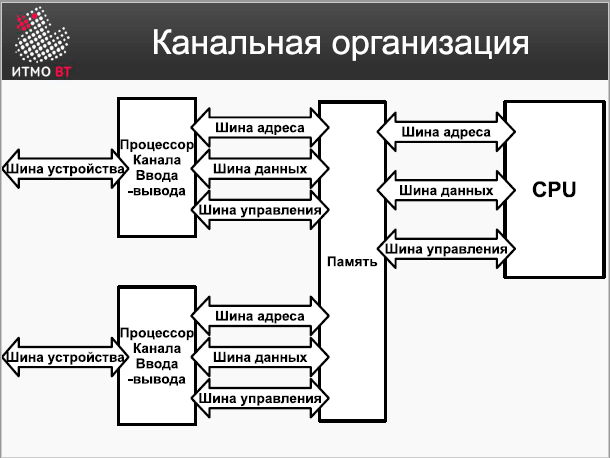 Канальная организация
ИТМО ВТ
Процессор
Канала
Ввода
-вывода
Шина устройства
Шина адреса
Шина данных
Шина управления
Память
Шина адреса
Шина данных
Шина управления
CPU
Процессор
Канала
Ввода
-вывода
Шина устройства
Шина адреса
Шина данных
Шина управления